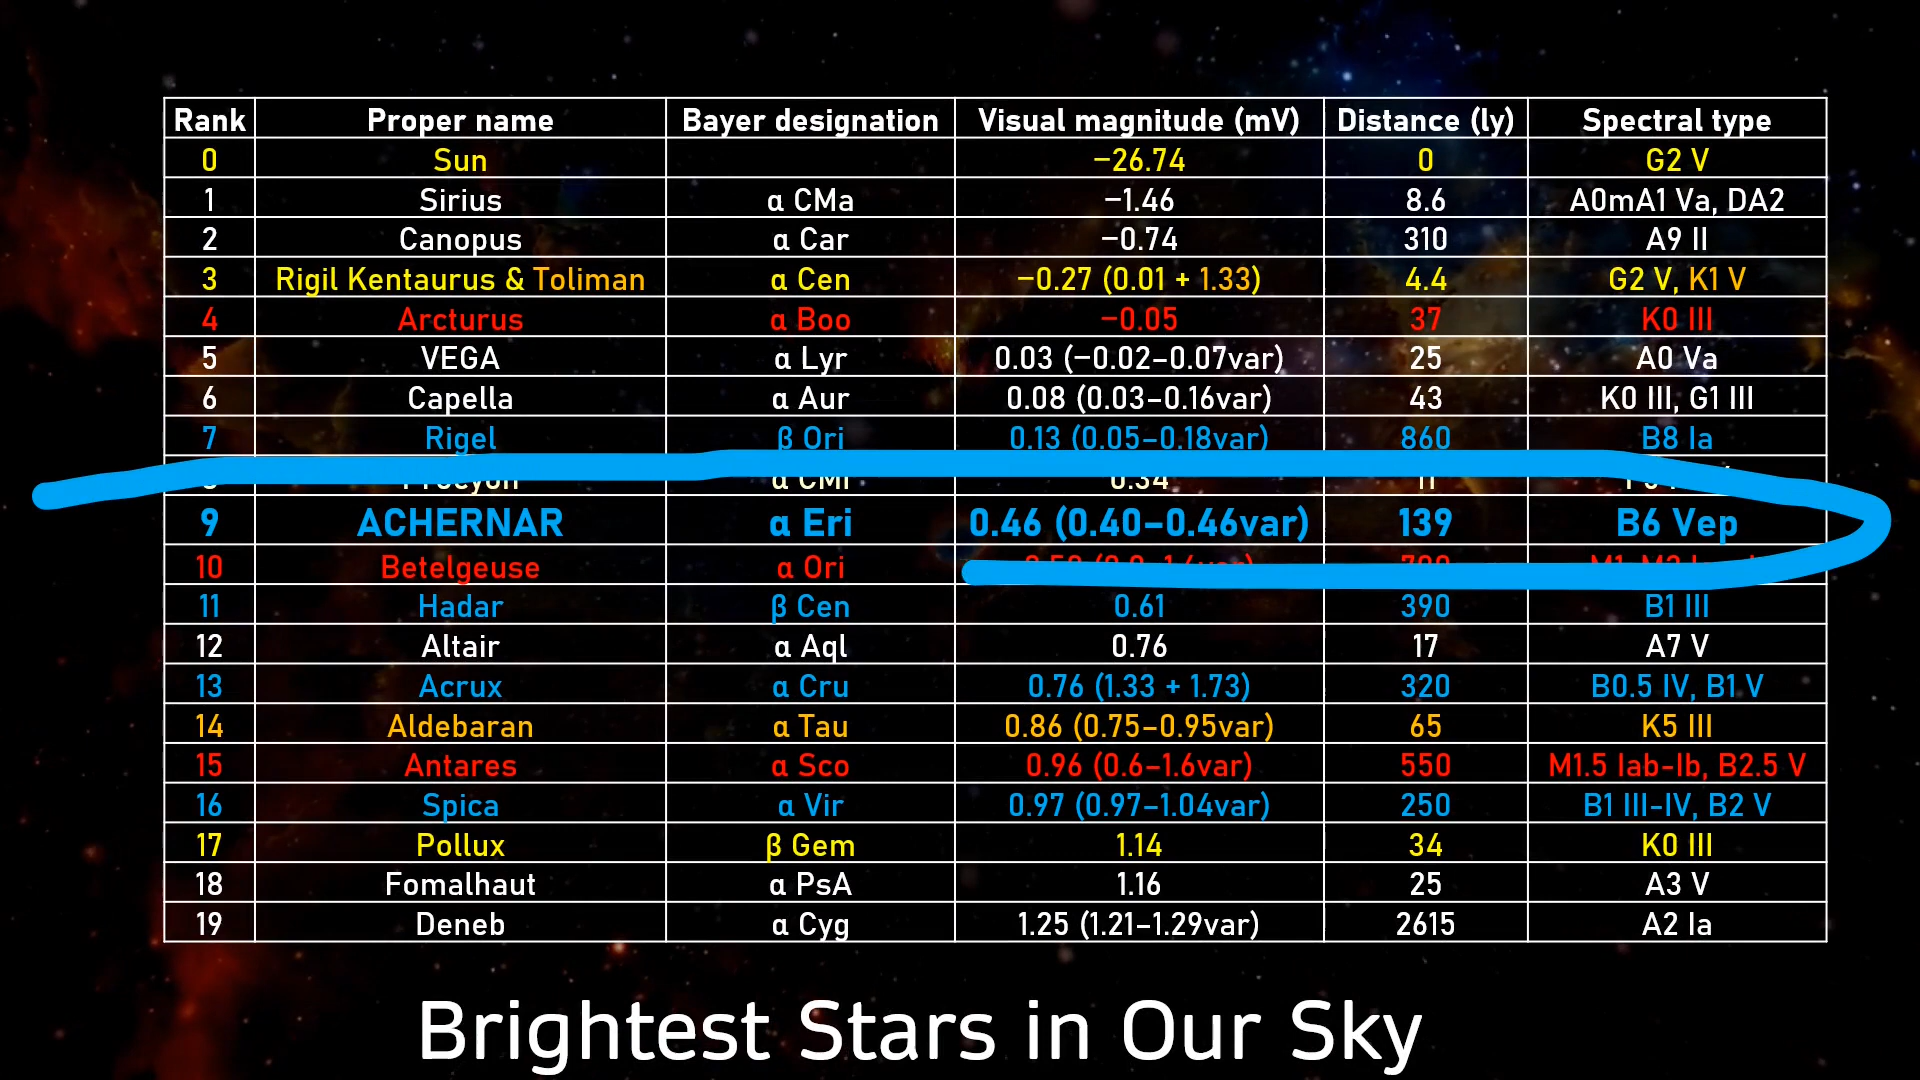 Rank Proper name Bayer designation Visual magnitude (mV) Distance (ly) Spectral type
0 Sun −26.74 0 G2 V
1 Sirius α CMa −1.46 8.6 A0mA1 Va, DA2
2 Canopus α Car −0.74 310 A9 II
3 Rigil Kentaurus & Toliman α Cen −0.27 (0.01 + 1.33) 4.4 G2 V, K1 V
4 Arcturus α Boo −0.05 37 K0 III
5 VEGA α Lyr 0.03 (−0.02–0.07var) 25 A0 Va
6 Capella α Aur 0.08 (0.03–0.16var) 43 K0 III, G1 III
7 Rigel β Ori 0.13 (0.05–0.18var) 860 B8 Ia
Procyon α CMi 0.34 11
9 ACHERNAR α Eri 0.46 (0.40–0.46var) 139 B6 Vep
10 Betelgeuse α Ori
11 Hadar β Cen 0.61 390 B1 III
12 Altair α Aql 0.76 17 A7 V
13 Acrux α Cru 0.76 (1.33 + 1.73) 320 B0.5 IV, B1 V
14 Aldebaran α Tau 0.86 (0.75–0.95var) 65 K5 III
15 Antares α Sco 0.96 (0.6–1.6var) 550 M1.5 Iab-Ib, B2.5 V
16 Spica α Vir 0.97 (0.97–1.04var) 250 B1 III-IV, B2 V
17 Pollux β Gem 1.14 34 K0 III
18 Fomalhaut α PsA 1.16 25 A3 V
19 Deneb α Cyg 1.25 (1.21–1.29var) 2615 A2 Ia
Brightest Stars in Our Sky